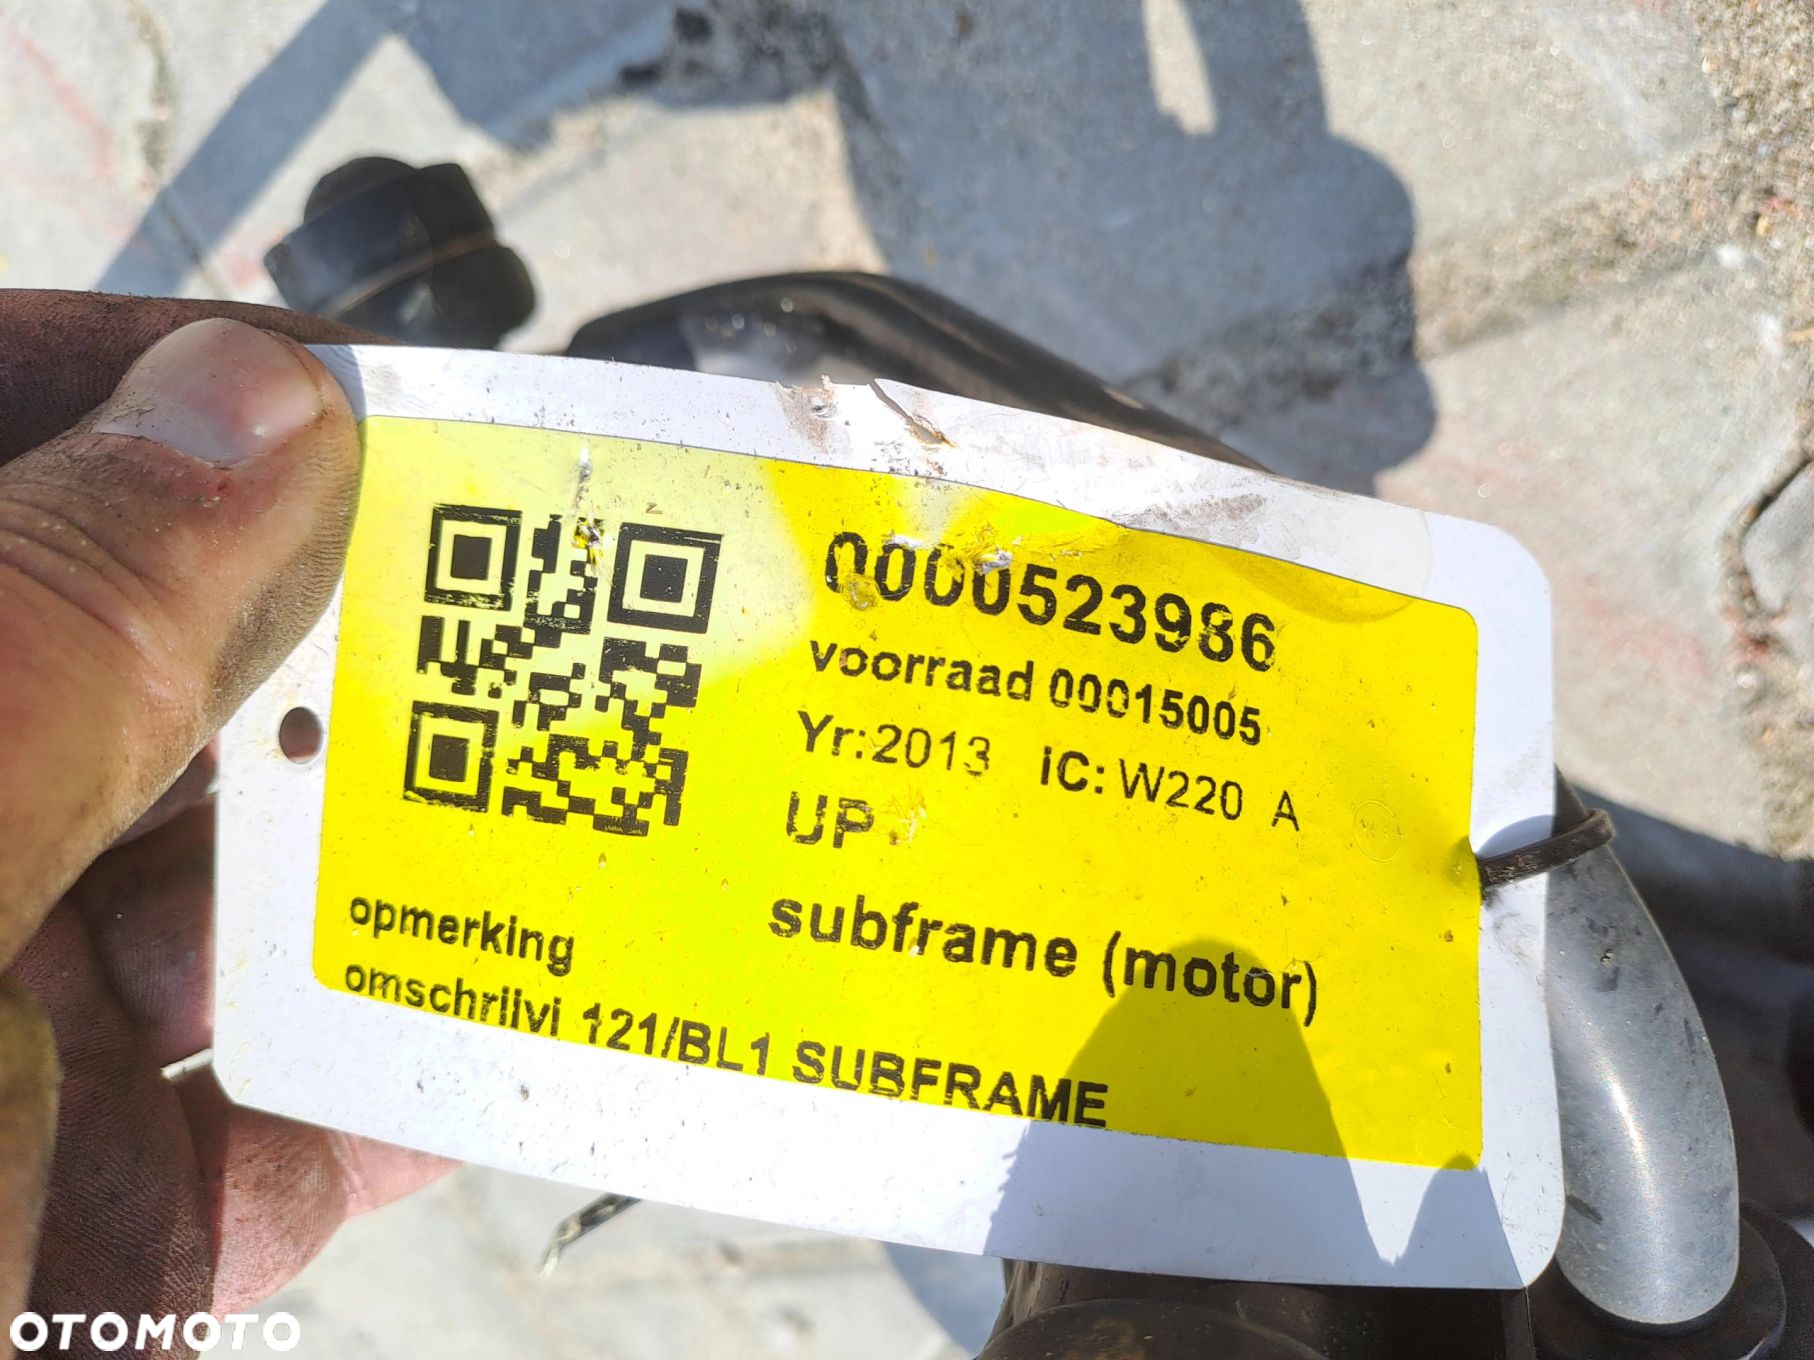 0000523986
voorraad 00015005
Yr:2013 iC: W220 A
UP
subframe (motor)
opmerking
omschrijvi 121/BL1 SUBFRAME
OTOMOTO